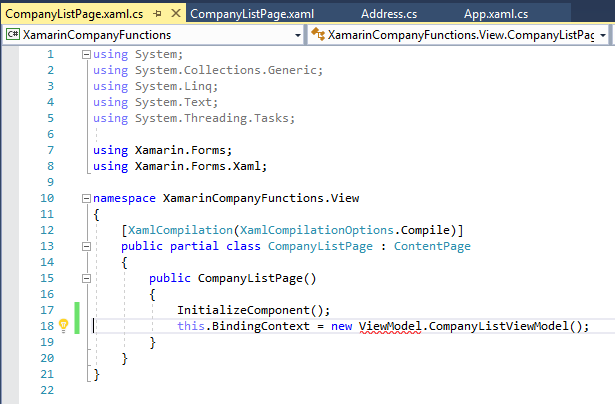 CompanyListPage.xaml.cs CompanyListPage.xaml Address.cs App.xaml.cs
C# XamarinCompanyFunctions XamarinCompanyFunctions.View.CompanyListPag
1 using System;
2 using System.Collections.Generic;
3 using System.Linq;
4 using System.Text;
5 using System.Threading.Tasks;
6
7 using Xamarin.Forms;
8 using Xamarin.Forms.Xaml;
9
10 namespace XamarinCompanyFunctions.View
11 {
12 [XamlCompilation(XamlCompilationOptions.Compile)]
13 public partial class CompanyListPage : ContentPage
14 {
15 public CompanyListPage()
16 {
17 InitializeComponent();
18 this.BindingContext = new ViewModel.CompanyListViewModel();
19 }
20 }
21 }
22